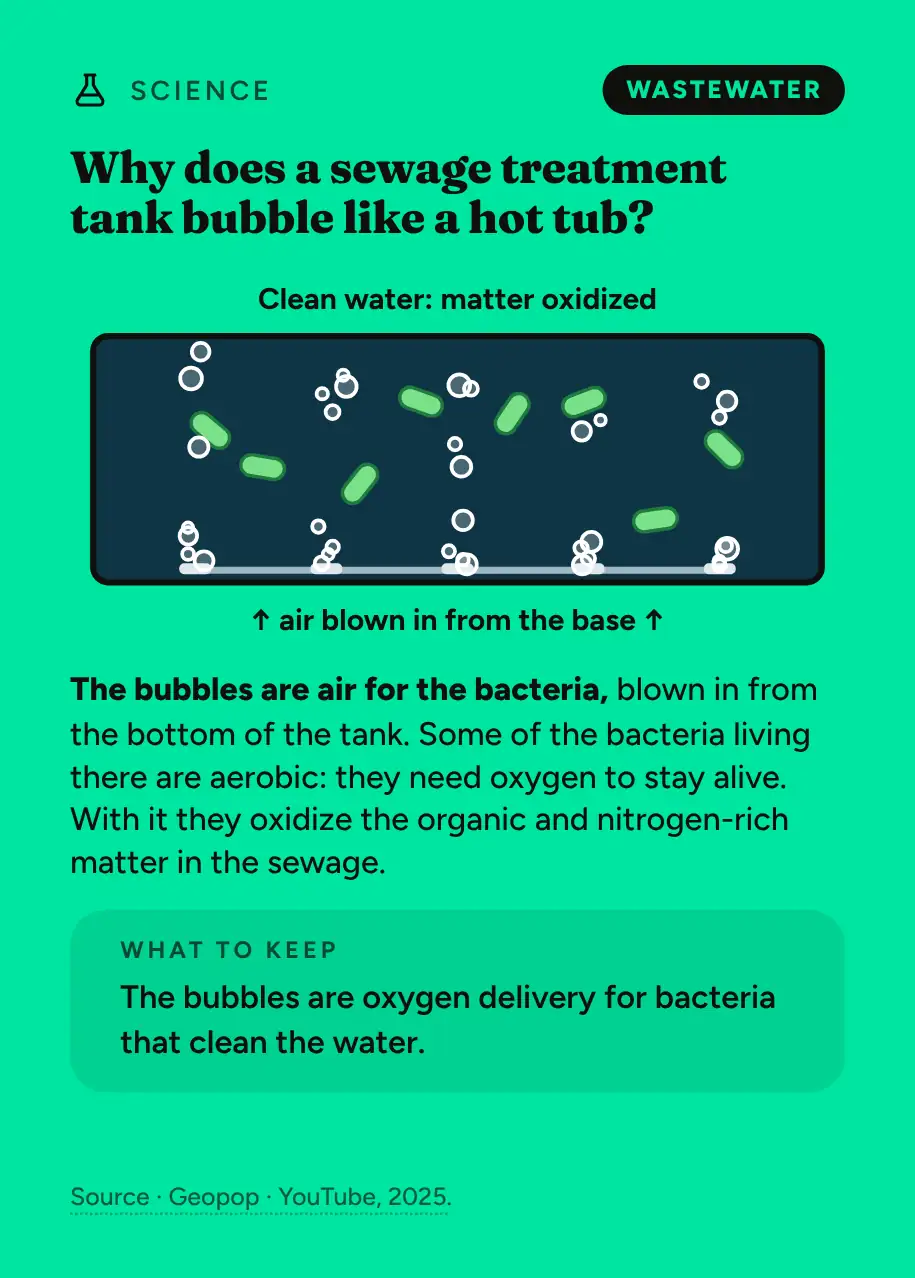 SCIENCE
WASTEWATER
Why does a sewage treatment
tank bubble like a hot tub?
Clean water: matter oxidized
↑ air blown in from the base ↑
The bubbles are air for the bacteria, blown in from
the bottom of the tank. Some of the bacteria living
there are aerobic: they need oxygen to stay alive.
With it they oxidize the organic and nitrogen-rich
matter in the sewage.
WHAT TO KEEP
The bubbles are oxygen delivery for bacteria
that clean the water.
Source · Geopop · YouTube, 2025.